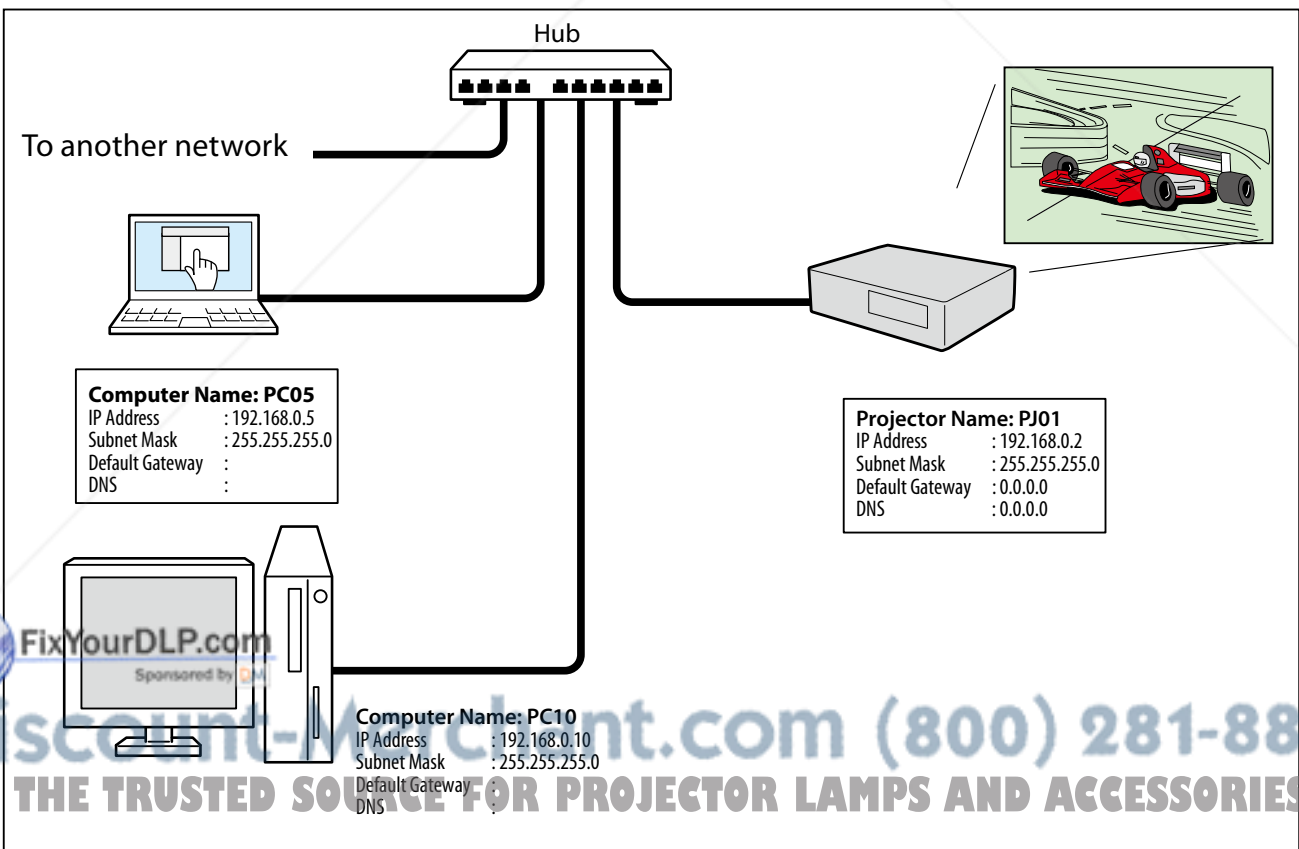 Hub
To another network
Computer Name: PC05
IP Address : 192.168.0.5
Subnet Mask : 255.255.255.0
Default Gateway :
DNS :
Projector Name: PJ01
IP Address : 192.168.0.2
Subnet Mask : 255.255.255.0
Default Gateway : 0.0.0.0
DNS : 0.0.0.0
FixYourDLP.com
Sponsored by DM
Computer Name: PC10
IP Address : 192.168.0.10
Subnet Mask : 255.255.255.0
Default Gateway :
DNS :
iscount-Merchant.com (800) 281-88
THE TRUSTED SOURCE FOR PROJECTOR LAMPS AND ACCESSORIES